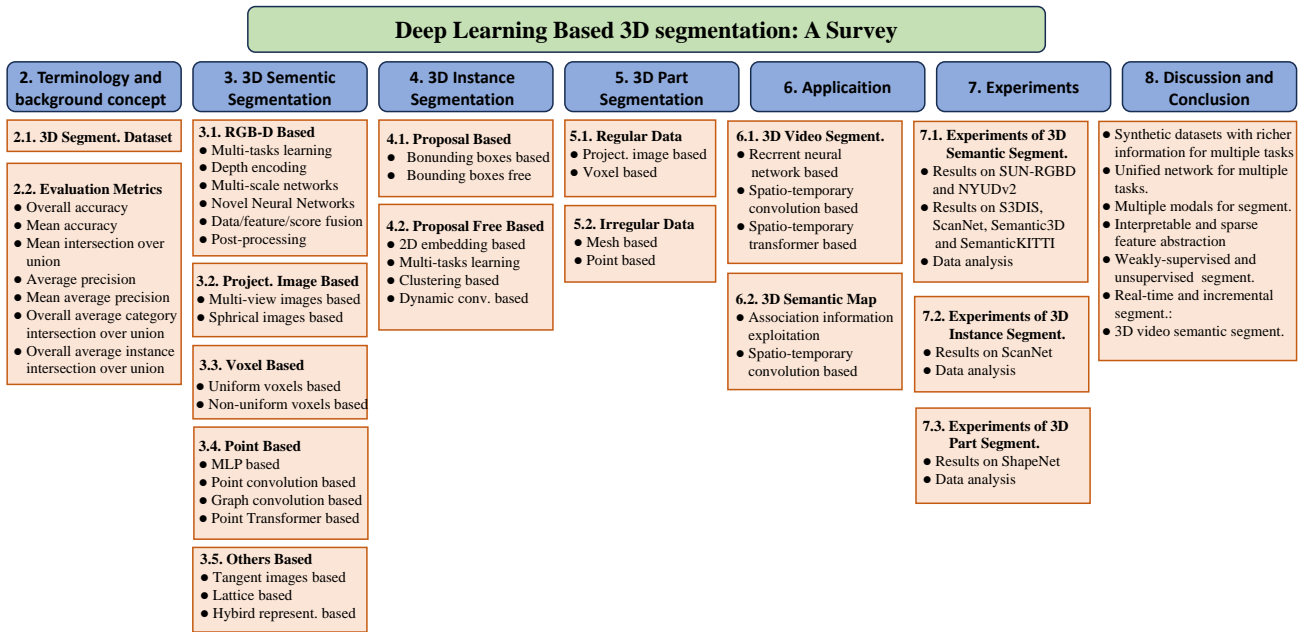 Deep Learning Based 3D segmentation: A Survey
2. Terminology and
background concept
2.1. 3D Segment. Dataset
2.2. Evaluation Metrics
● Overall accuracy
● Mean accuracy
● Mean intersection over
union
● Average precision
● Mean average precision
● Overall average category
intersection over union
● Overall average instance
intersection over union
3. 3D Sementic
Segmentation
3.1. RGB-D Based
● Multi-tasks learning
● Depth encoding
● Multi-scale networks
● Novel Neural Networks
● Data/feature/score fusion
● Post-processing
3.2. Project. Image Based
● Multi-view images based
● Sphrical images based
3.3. Voxel Based
● Uniform voxels based
● Non-uniform voxels based
3.4. Point Based
● MLP based
● Point convolution based
● Graph convolution based
● Point Transformer based
3.5. Others Based
● Tangent images based
● Lattice based
● Hybird represent. based
4. 3D Instance
Segmentation
4.1. Proposal Based
● Bonunding boxes based
● Bounding boxes free
4.2. Proposal Free Based
● 2D embedding based
● Multi-tasks learning
● Clustering based
● Dynamic conv. based
5. 3D Part
Segmentation
5.1. Regular Data
● Project. image based
● Voxel based
5.2. Irregular Data
● Mesh based
● Point based
6. Applicaition
6.1. 3D Video Segment.
● Recrrent neural
network based
● Spatio-temporary
convolution based
● Spatio-temporary
transformer based
6.2. 3D Semantic Map
● Association information
exploitation
● Spatio-temporary
convolution based
7. Experiments
7.1. Experiments of 3D
Semantic Segment.
● Results on SUN-RGBD
and NYUDv2
● Results on S3DIS,
ScanNet, Semantic3D
and SemanticKITTI
● Data analysis
7.2. Experiments of 3D
Instance Segment.
● Results on ScanNet
● Data analysis
7.3. Experiments of 3D
Part Segment.
● Results on ShapeNet
● Data analysis
8. Discussion and
Conclusion
● Synthetic datasets with richer
information for multiple tasks
● Unified network for multiple
tasks.
● Multiple modals for segment.
● Interpretable and sparse
feature abstraction
● Weakly-supervised and
unsupervised segment.
● Real-time and incremental
segment.:
● 3D video semantic segment.